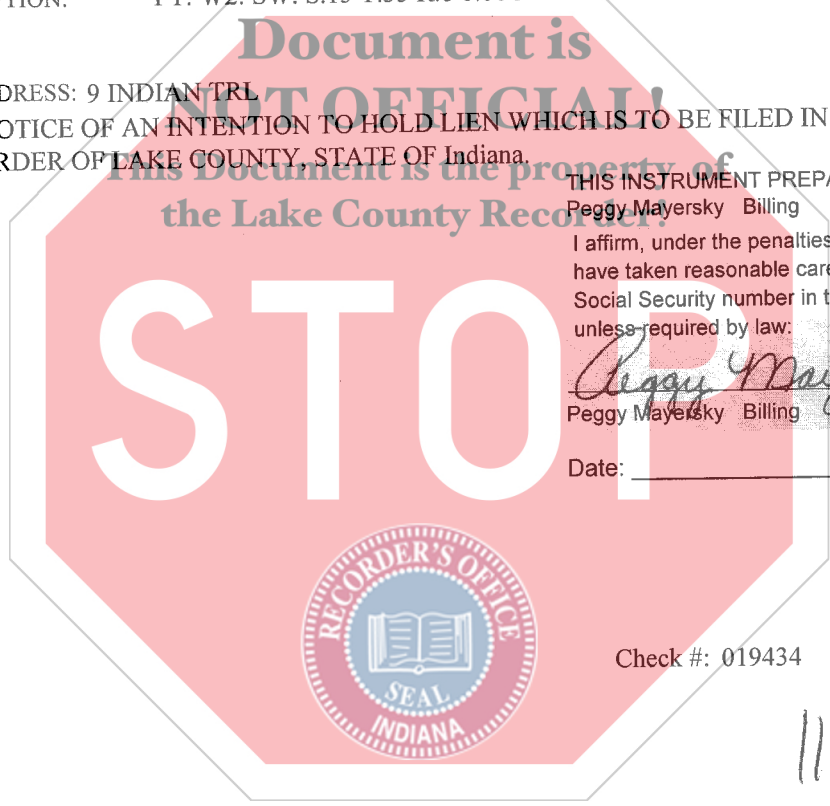 TION:
Document is
DRESS: 9 INDIAN TRL
NOT OFFICIAL!
OTICE OF AN INTENTION TO HOLD LIEN WHICH IS TO BE FILED IN
RDER OF LAKE COUNTY, STATE OF Indiana.
This Document is the property of
the Lake County Recorder!
THIS INSTRUMENT PREPA
Peggy Mayersky Billing
I affirm, under the penalties
have taken reasonable care
Social Security number in t
unless required by law:
Peggy May
Peggy Mayersky Billing
Date:
STOP
RECORDER'S OFFICE
SEAL
INDIANA
Check #: 019434